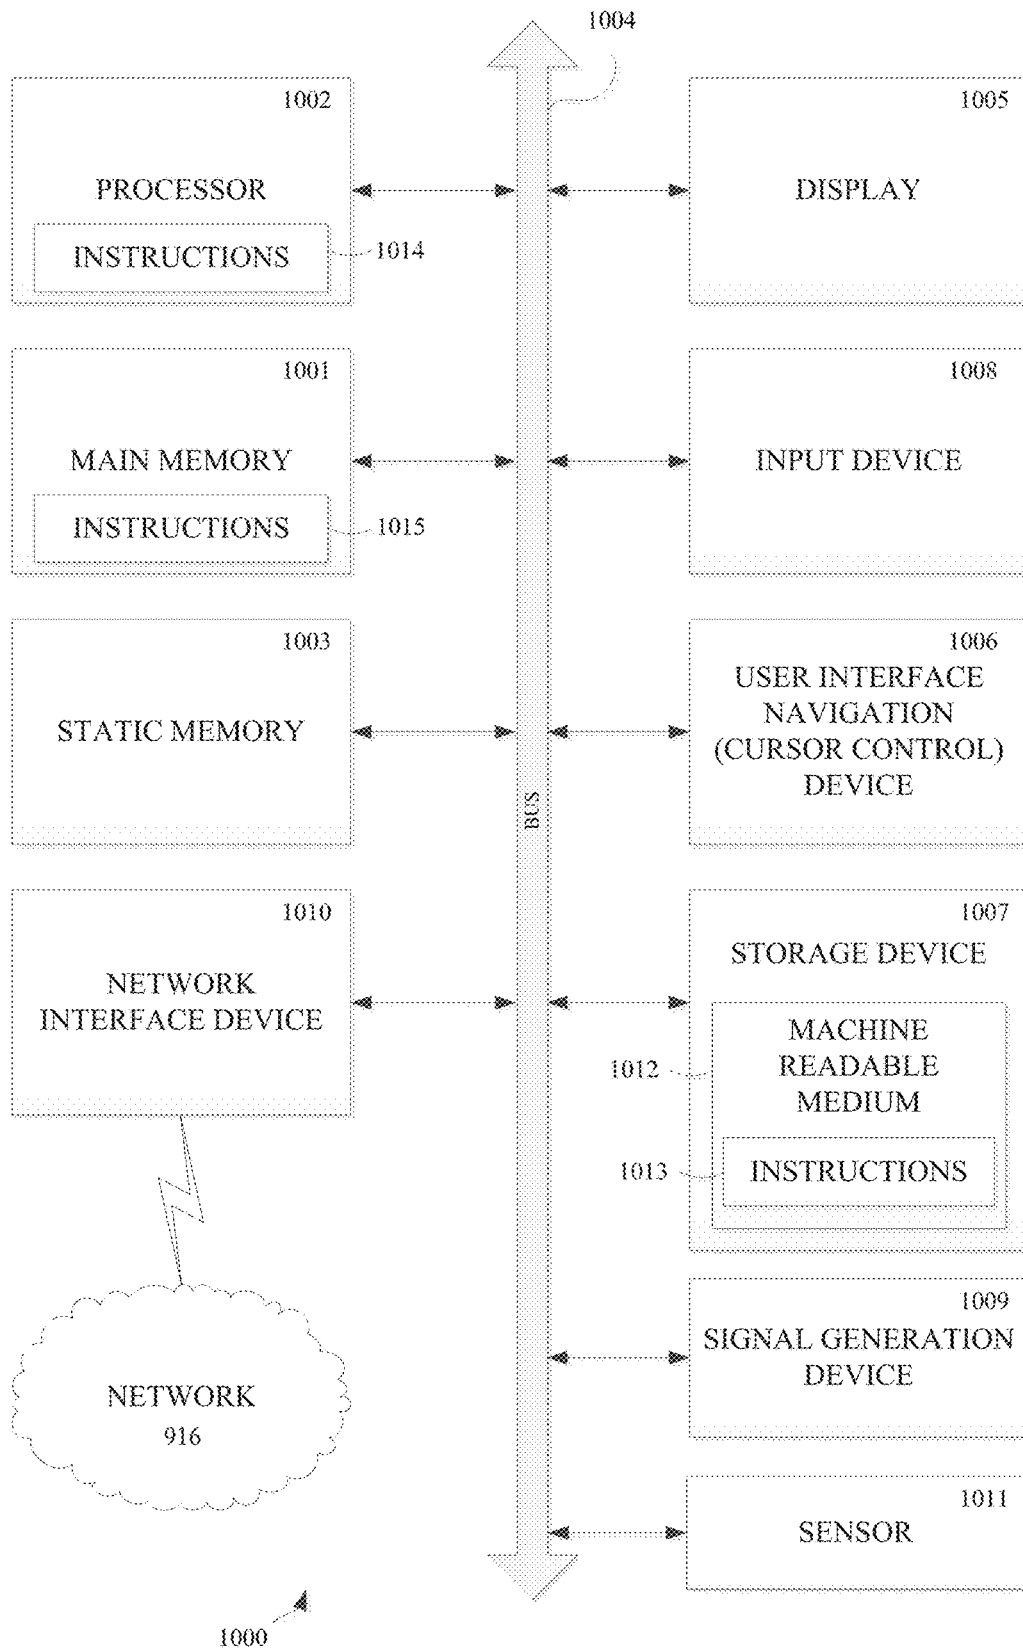 1004
1002
PROCESSOR
INSTRUCTIONS
1014
1005
DISPLAY
1001
MAIN MEMORY
INSTRUCTIONS
1015
1008
INPUT DEVICE
1003
STATIC MEMORY
1006
USER INTERFACE
NAVIGATION
(CURSOR CONTROL)
DEVICE
BUS
1010
NETWORK
INTERFACE DEVICE
1007
STORAGE DEVICE
1012
MACHINE
READABLE
MEDIUM
1013
INSTRUCTIONS
NETWORK
916
1009
SIGNAL GENERATION
DEVICE
1011
SENSOR
1000